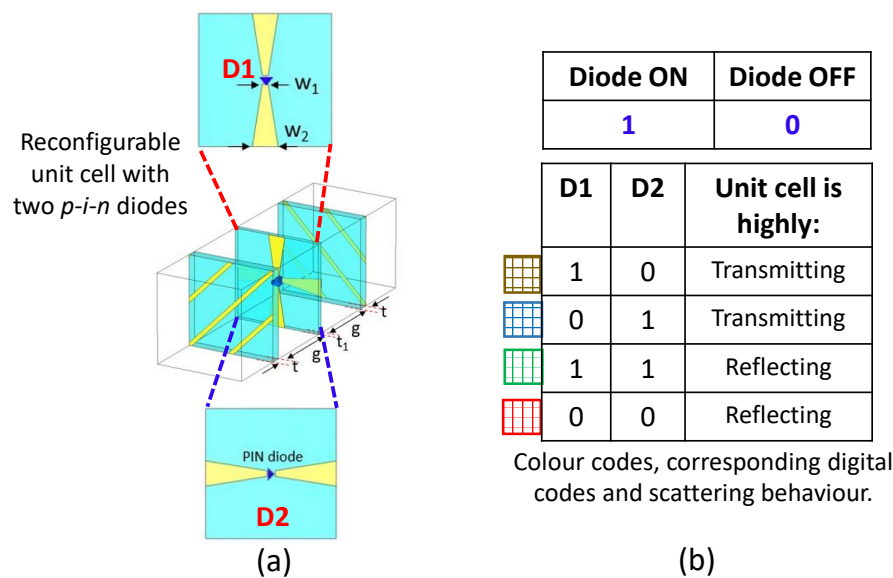 D1
w1
w2
Reconfigurable
unit cell with
two p-i-n diodes
t
g
t1
g
t
PIN diode
D2
(a)
Diode ON Diode OFF
1 0
D1 D2 Unit cell is
highly:
1 0 Transmitting
0 1 Transmitting
1 1 Reflecting
0 0 Reflecting
Colour codes, corresponding digital
codes and scattering behaviour.
(b)